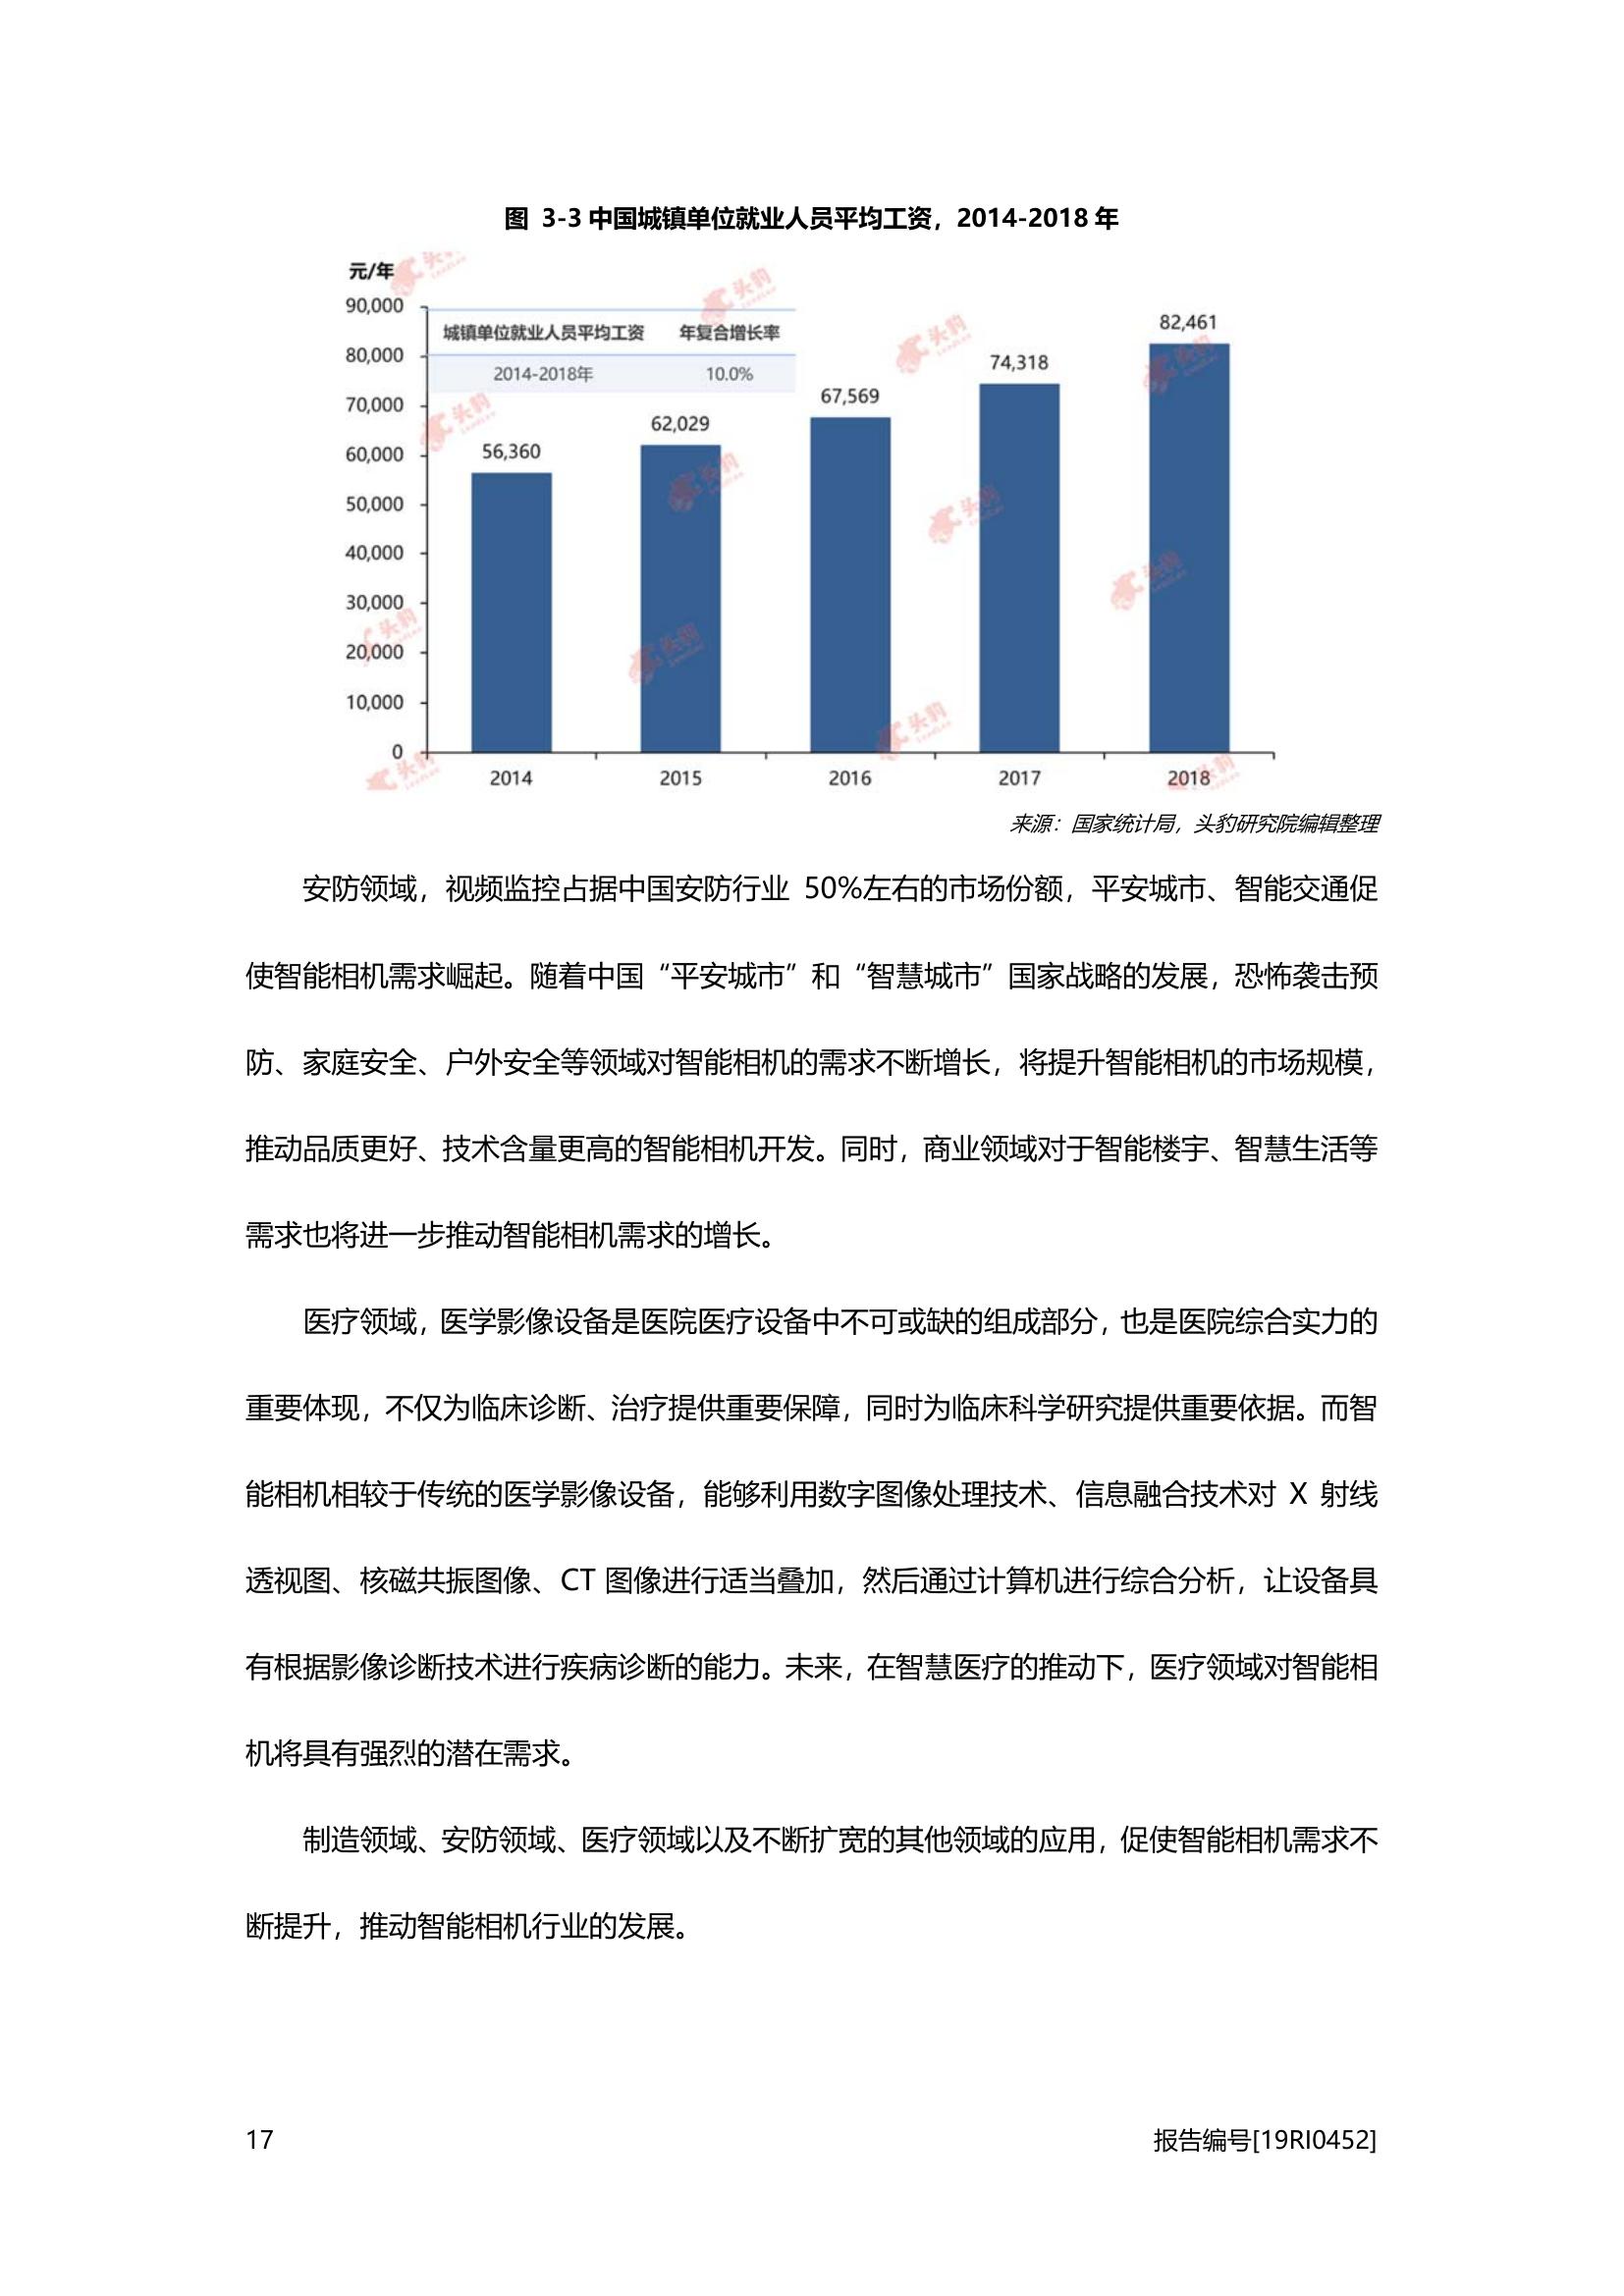 图 3-3 中国城镇单位就业人员平均工资，2014-2018 年
元/年
90,000
80,000
70,000
60,000
50,000
40,000
30,000
20,000
10,000
0
城镇单位就业人员平均工资 年复合增长率
2014-2018年 10.0%
56,360
62,029
67,569
74,318
82,461
2014 2015 2016 2017 2018
头豹
来源：国家统计局，头豹研究院编辑整理
安防领域，视频监控占据中国安防行业 50%左右的市场份额，平安城市、智能交通促
使智能相机需求崛起。随着中国“平安城市”和“智慧城市”国家战略的发展，恐怖袭击预
防、家庭安全、户外安全等领域对智能相机的需求不断增长，将提升智能相机的市场规模，
推动品质更好、技术含量更高的智能相机开发。同时，商业领域对于智能楼宇、智慧生活等
需求也将进一步推动智能相机需求的增长。
医疗领域，医学影像设备是医院医疗设备中不可或缺的组成部分，也是医院综合实力的
重要体现，不仅为临床诊断、治疗提供重要保障，同时为临床科学研究提供重要依据。而智
能相机相较于传统的医学影像设备，能够利用数字图像处理技术、信息融合技术对 X 射线
透视图、核磁共振图像、CT 图像进行适当叠加，然后通过计算机进行综合分析，让设备具
有根据影像诊断技术进行疾病诊断的能力。未来，在智慧医疗的推动下，医疗领域对智能相
机将具有强烈的潜在需求。
制造领域、安防领域、医疗领域以及不断扩宽的其他领域的应用，促使智能相机需求不
断提升，推动智能相机行业的发展。
17 报告编号[19RI0452]